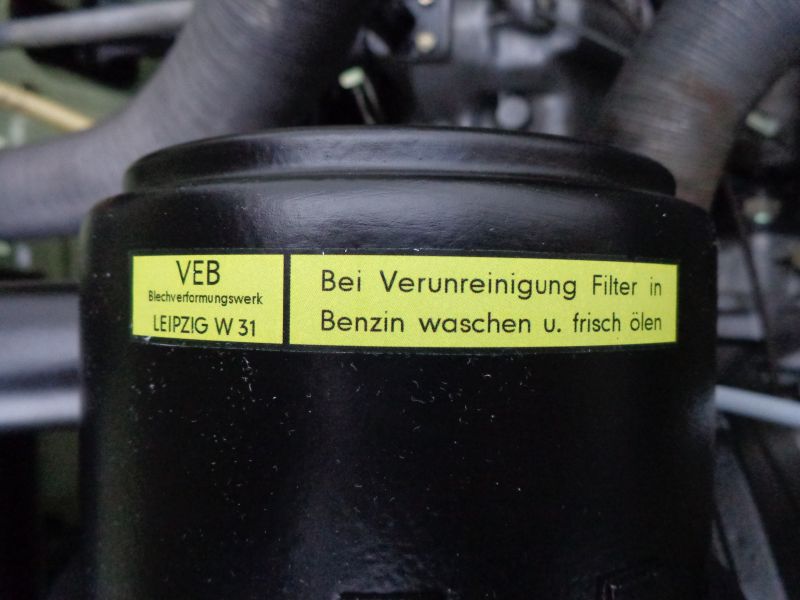 VEB
Blechverformungswerk
LEIPZIG W 31
Bei Verunreinigung Filter in
Benzin waschen u. frisch ölen